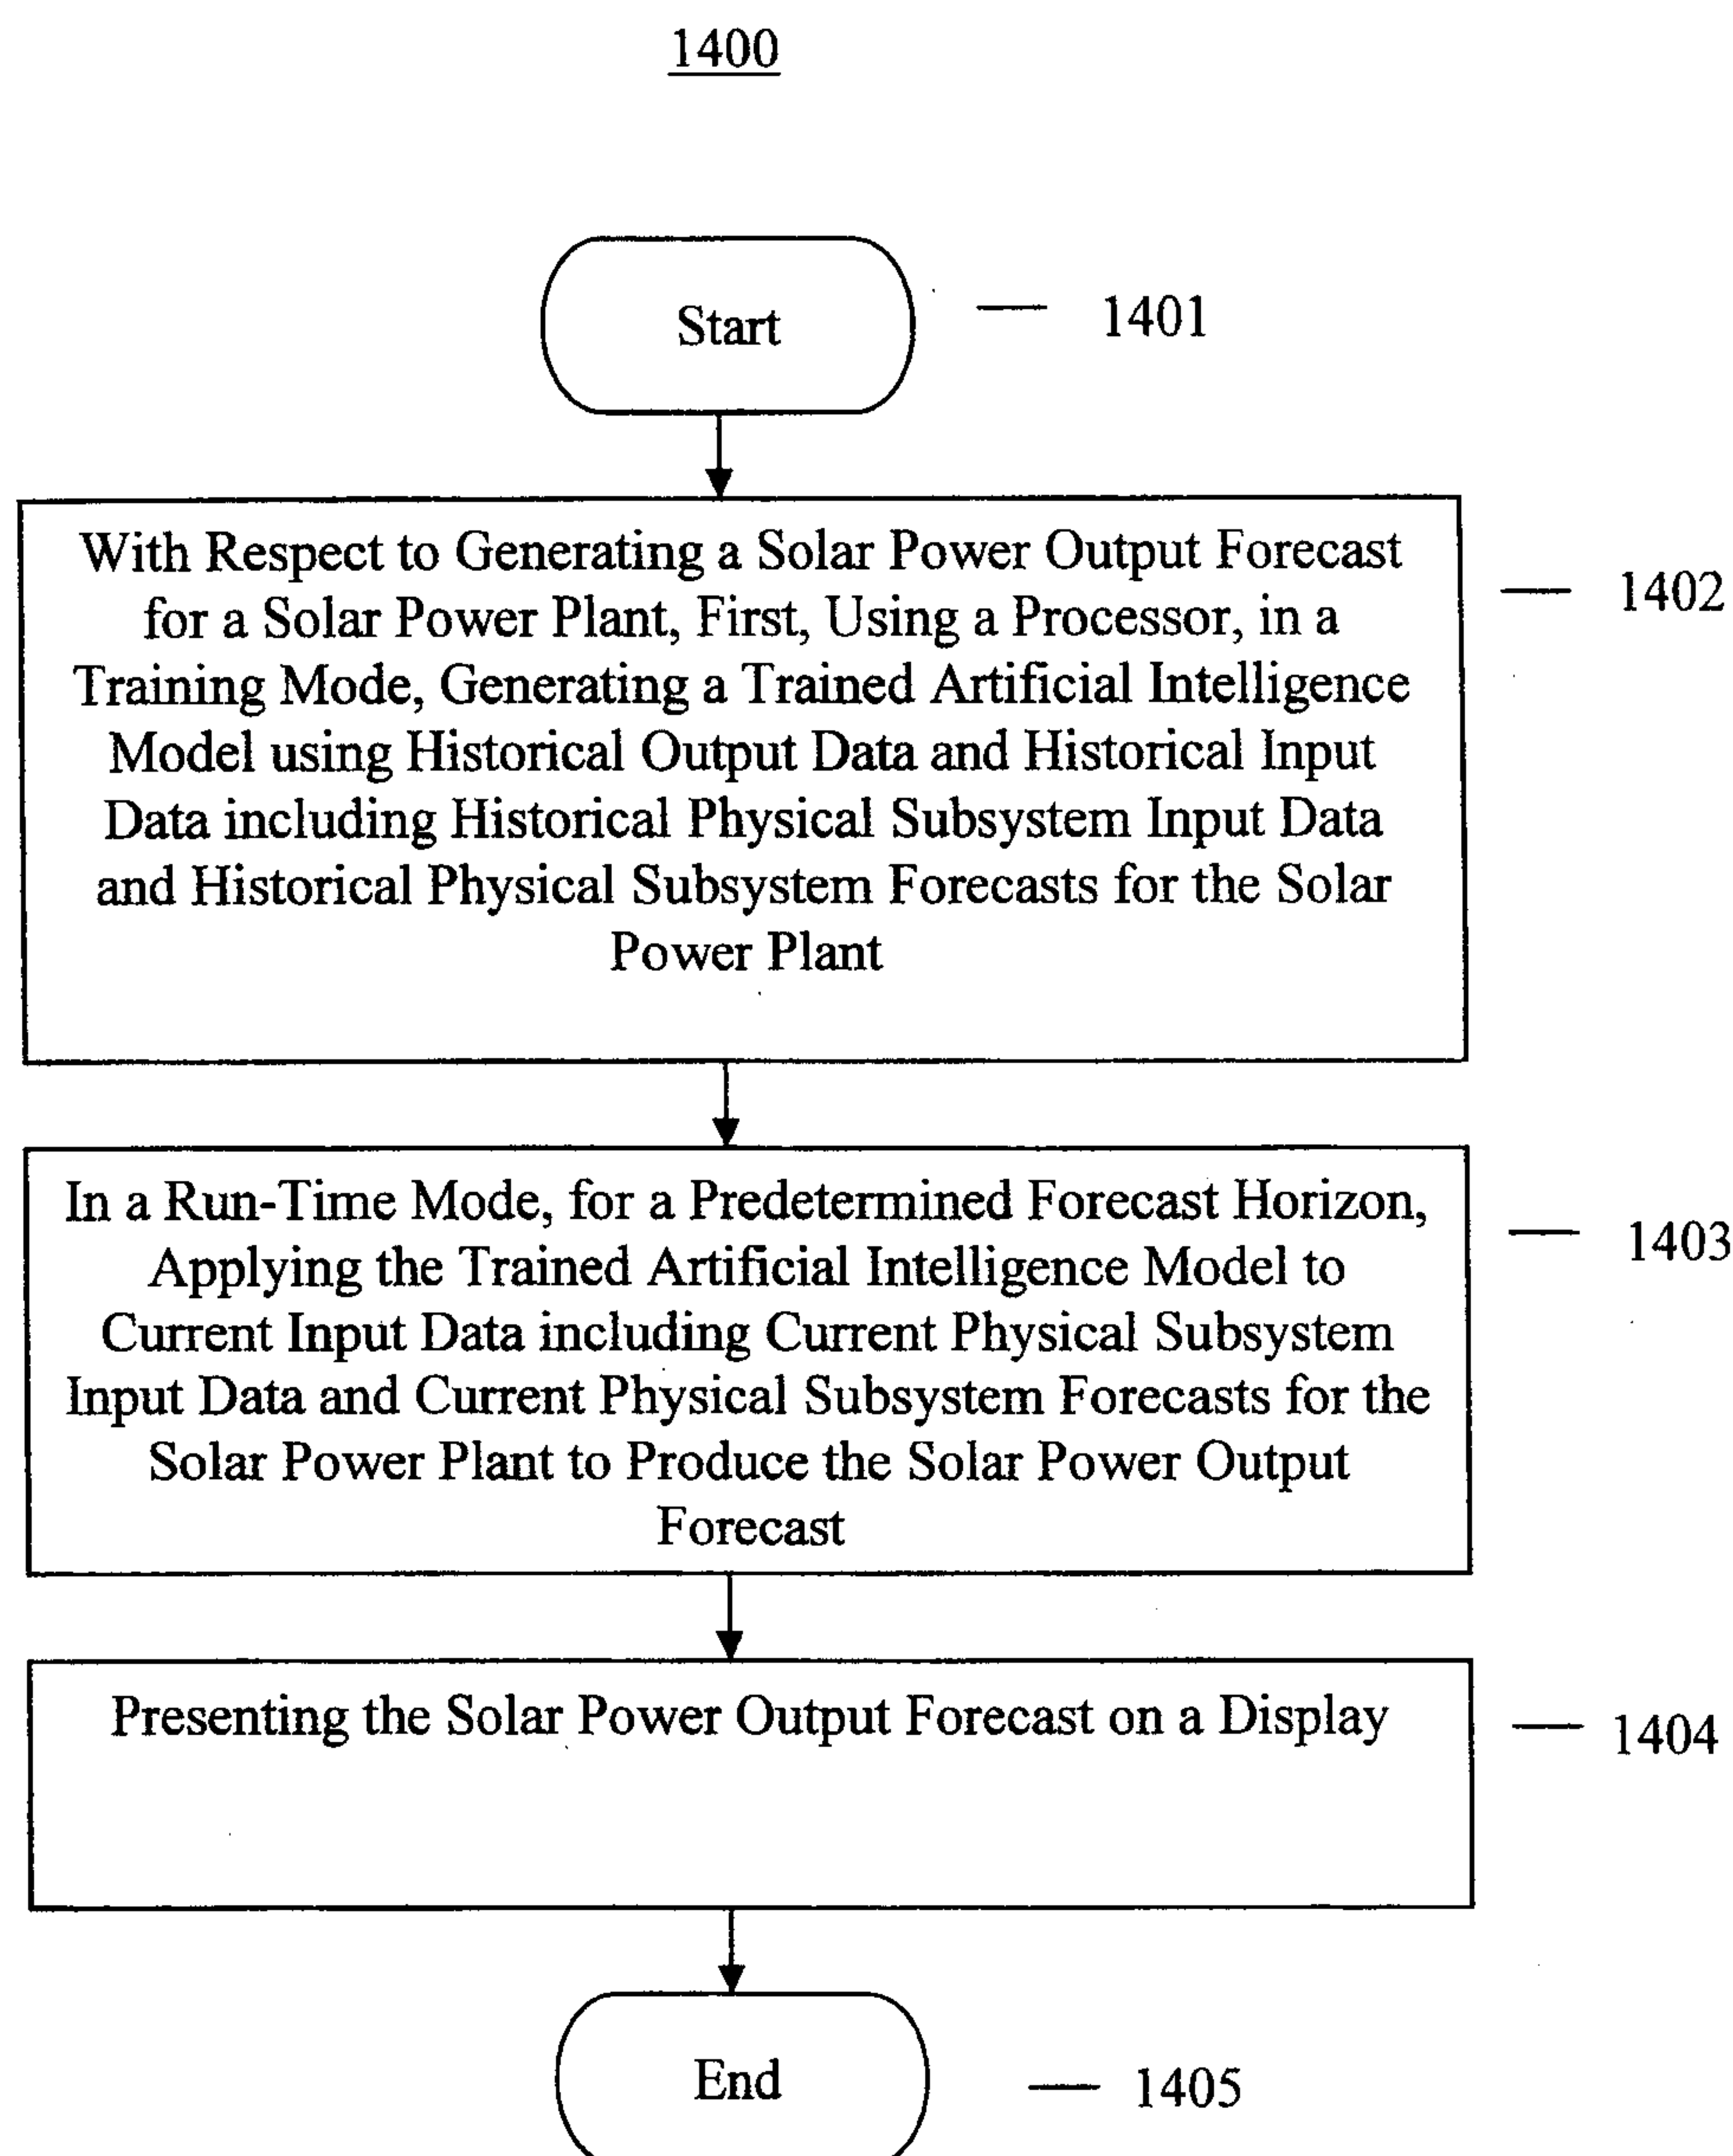 1400
Start
1401
With Respect to Generating a Solar Power Output Forecast
for a Solar Power Plant, First, Using a Processor, in a
Training Mode, Generating a Trained Artificial Intelligence
Model using Historical Output Data and Historical Input
Data including Historical Physical Subsystem Input Data
and Historical Physical Subsystem Forecasts for the Solar
Power Plant
1402
In a Run-Time Mode, for a Predetermined Forecast Horizon,
Applying the Trained Artificial Intelligence Model to
Current Input Data including Current Physical Subsystem
Input Data and Current Physical Subsystem Forecasts for the
Solar Power Plant to Produce the Solar Power Output
Forecast
1403
Presenting the Solar Power Output Forecast on a Display
1404
End
1405